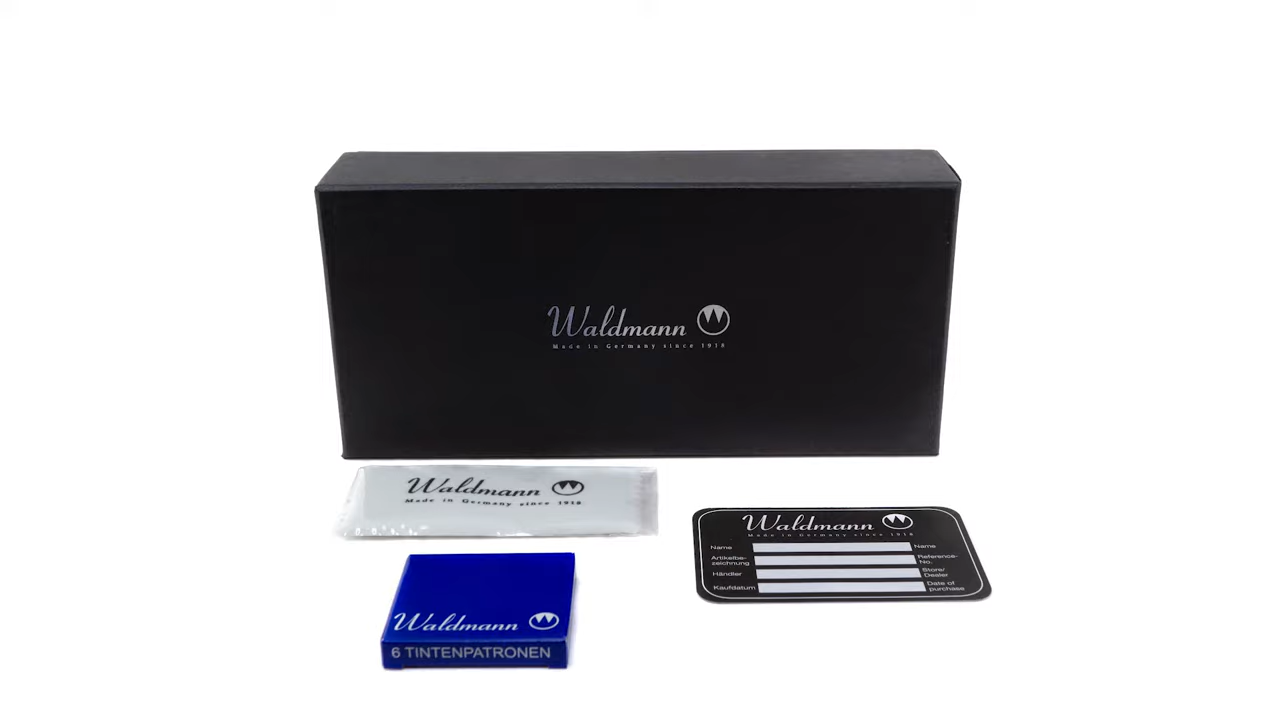 Waldmann
Made in Germany since 1918
Waldmann
Made in Germany since 1918
Waldmann
Made in Germany since 1918
Name Name
Artikelbe-
zeichnung Reference-
No.
Händler Store/
Dealer
Kaufdatum Date of
purchase
Waldmann
6 TINTENPATRONEN